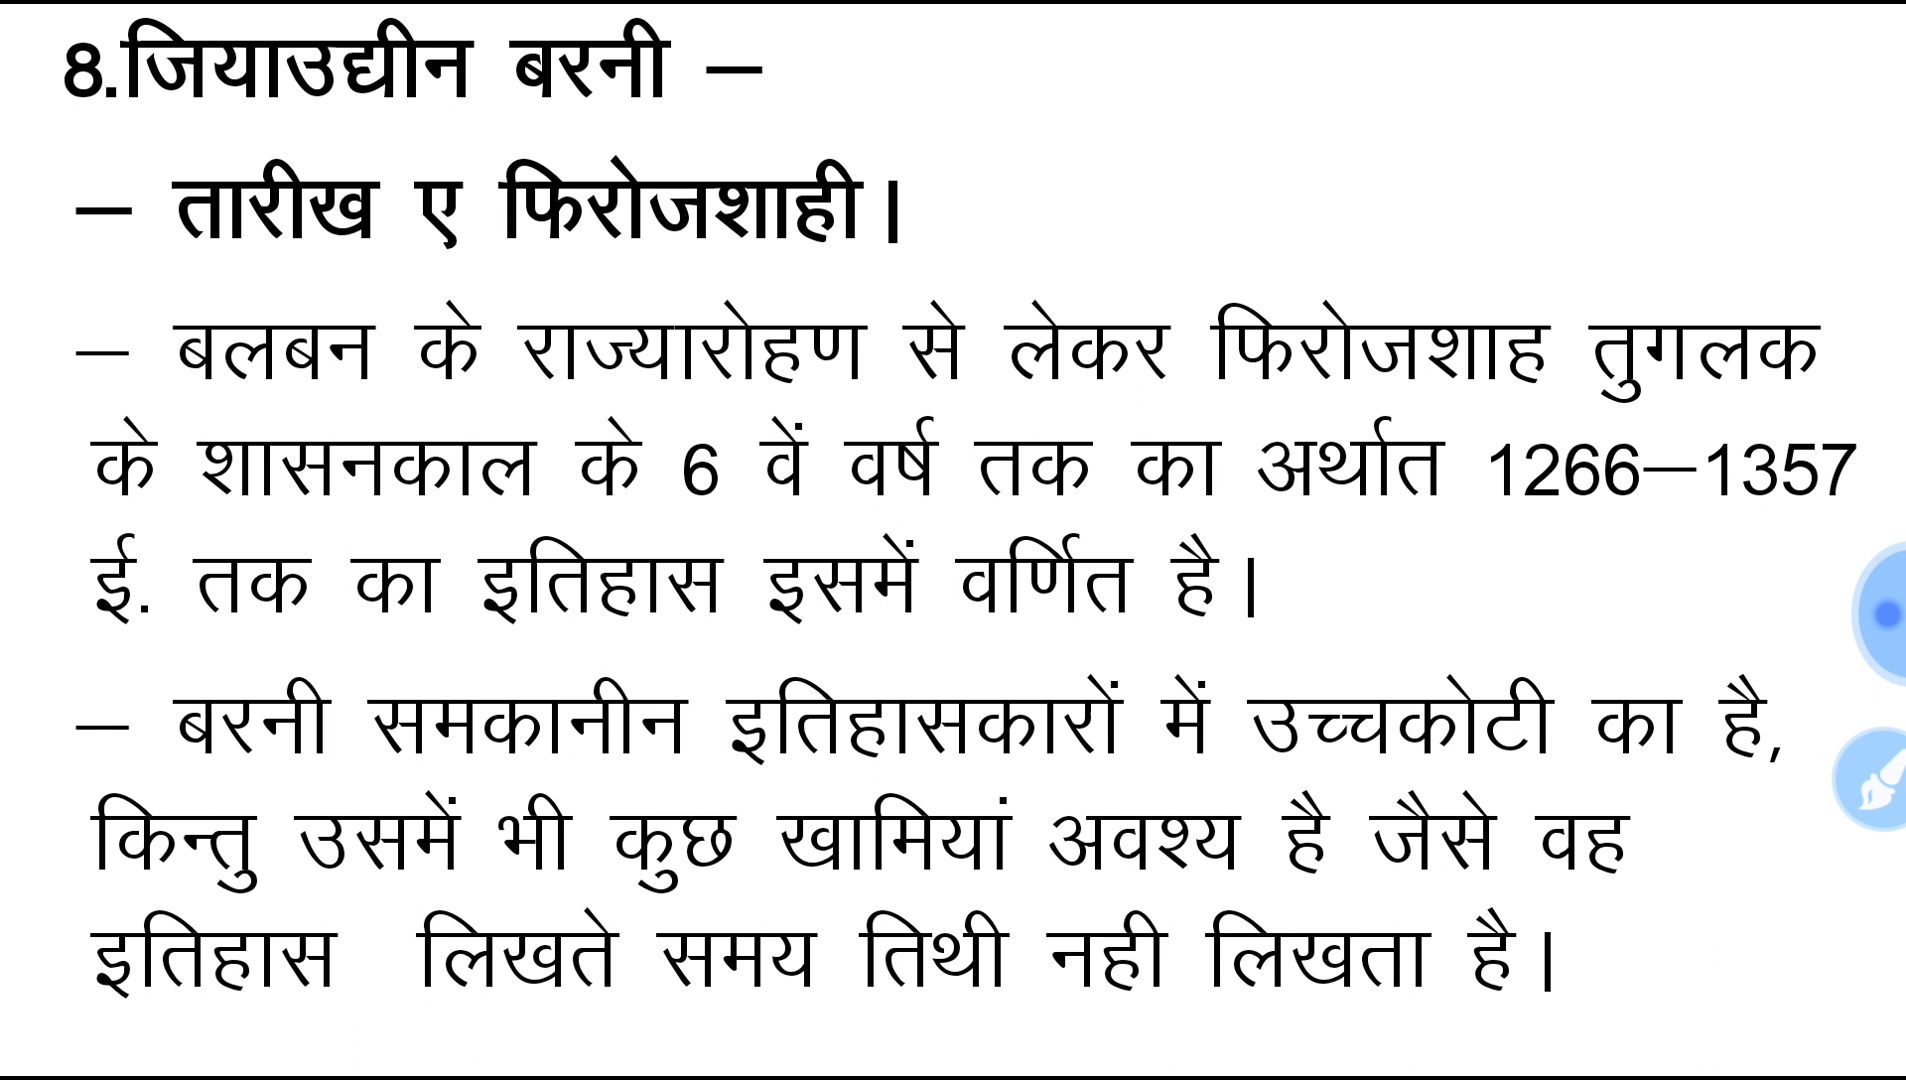 8.जियाउद्यीन बरनी –
– तारीख ए फिरोजशाही।
– बलबन के राज्यारोहण से लेकर फिरोजशाह तुगलक
के शासनकाल के 6 वें वर्ष तक का अर्थात 1266–1357
ई. तक का इतिहास इसमें वर्णित है।
– बरनी समकानीन इतिहासकारों में उच्चकोटी का है,
किन्तु उसमें भी कुछ खामियां अवश्य है जैसे वह
इतिहास लिखते समय तिथी नही लिखता है।